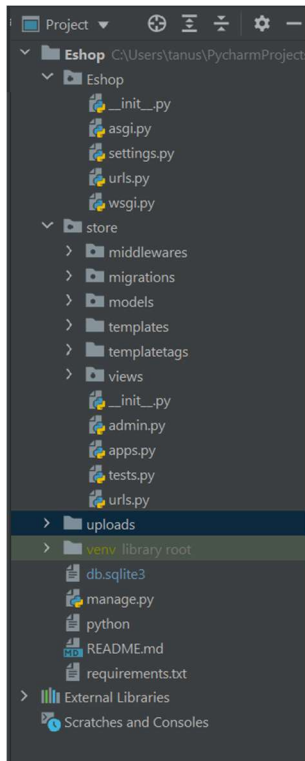 Project
Eshop C:\Users\tanus\PycharmProject
Eshop
__init__.py
asgi.py
settings.py
urls.py
wsgi.py
store
middlewares
migrations
models
templates
templatetags
views
__init__.py
admin.py
apps.py
tests.py
urls.py
uploads
venv library root
db.sqlite3
manage.py
python
MD README.md
requirements.txt
External Libraries
Scratches and Consoles